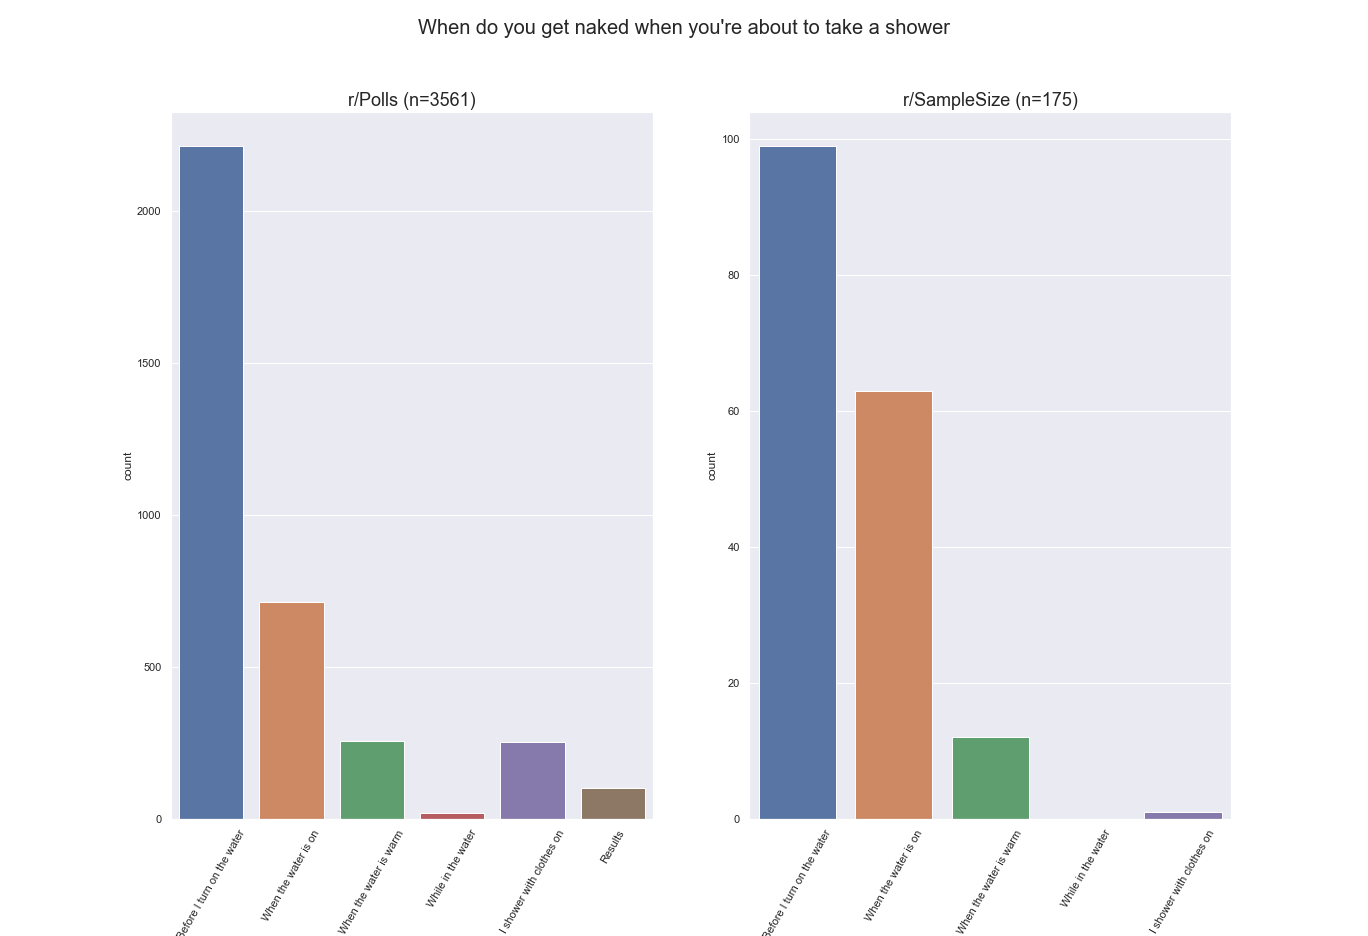 When do you get naked when you're about to take a shower
r/Polls (n=3561)
count
2000
1500
1000
500
0
Before I turn on the water
When the water is on
When the water is warm
While in the water
I shower with clothes on
Results
r/SampleSize (n=175)
count
100
80
60
40
20
0
Before I turn on the water
When the water is on
When the water is warm
While in the water
I shower with clothes on